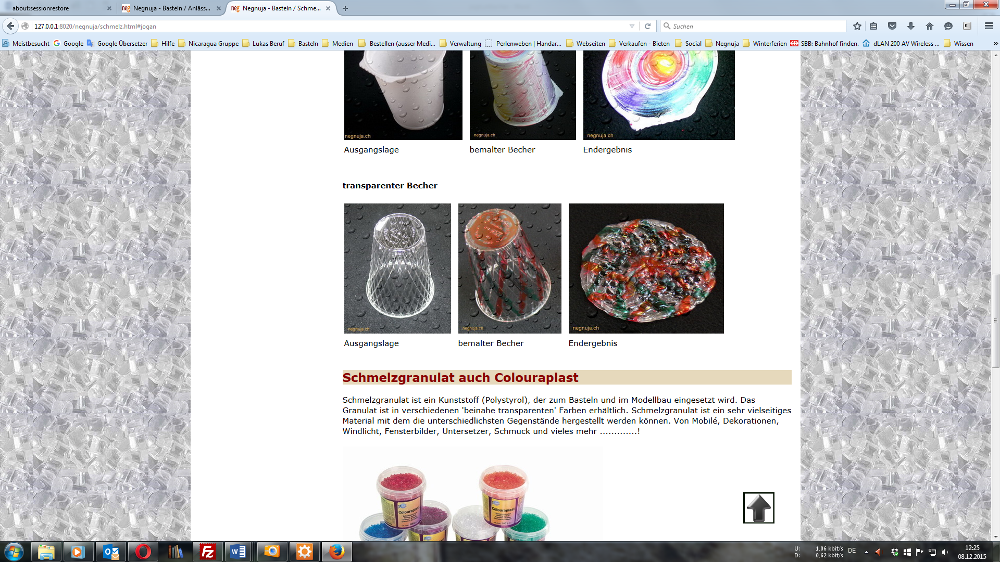 about:sessionrestore
neg Negnuja - Basteln / Anläss...
neg Negnuja - Basteln / Schme...
127.0.0.1:8020/negnuja/schmelz.html#jogan
Suchen
Meistbesucht Google Google Übersetzer Hilfe Nicaragua Gruppe Lukas Beruf Basteln Medien Bestellen (ausser Medi... Verwaltung Perlenweben | Handar... Webseiten Verkaufen - Bieten Social Negnuja Winterferien SBB: Bahnhof finden. dLAN 200 AV Wireless ... Wissen
negnuja.ch negnuja.ch negnuja.ch
Ausgangslage bemalter Becher Endergebnis
transparenter Becher
negnuja.ch negnuja.ch negnuja.ch
Ausgangslage bemalter Becher Endergebnis
Schmelzgranulat auch Colouraplast
Schmelzgranulat ist ein Kunststoff (Polystyrol), der zum Basteln und im Modellbau eingesetzt wird. Das
Granulat ist in verschiedenen 'beinahe transparenten' Farben erhältlich. Schmelzgranulat ist ein sehr vielseitiges
Material mit dem die unterschiedlichsten Gegenstände hergestellt werden können. Von Mobilé, Dekorationen,
Windlicht, Fensterbilder, Untersetzer, Schmuck und vieles mehr .............!
Colouraplast Colouraplast
U: 1,06 kbit/s
D: 0,62 kbit/s
DE
12:25
08.12.2015